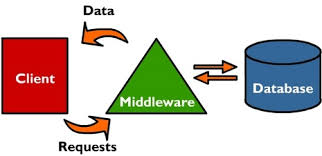 Data
Client
Middleware
Database
Requests